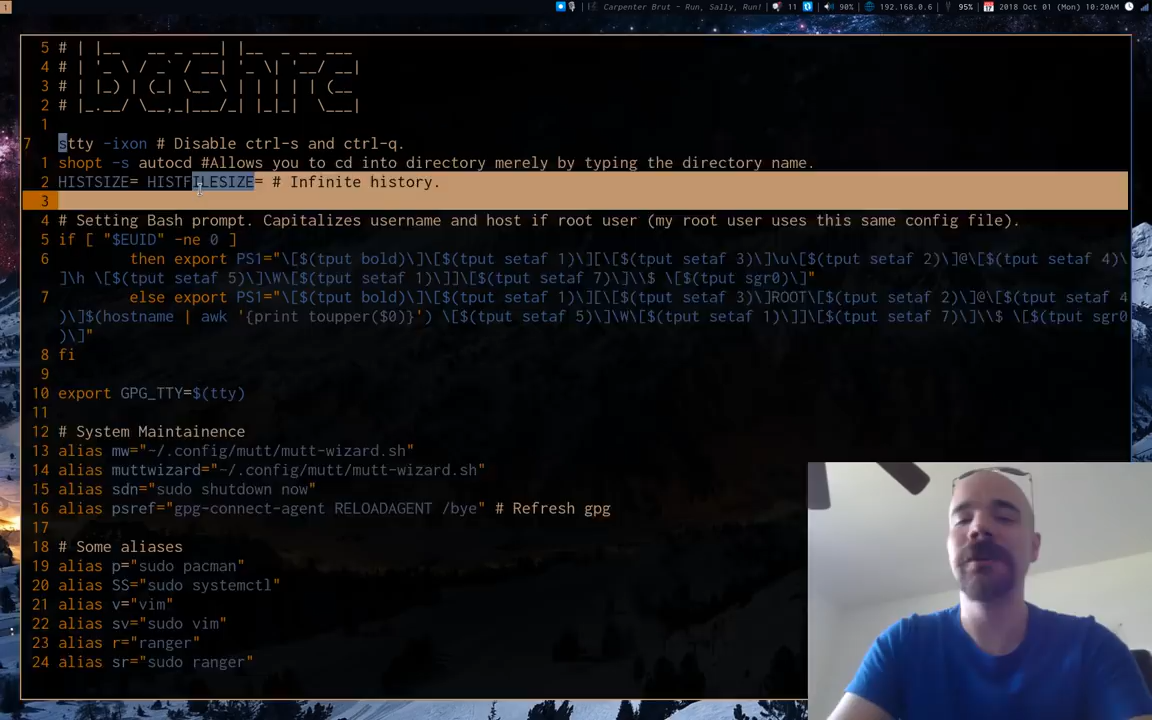 1 Carpenter Brut - Run, Sally, Run! 11 90% 192.168.0.6 95% 2018 Oct 01 (Mon) 10:20AM
5 # | |__   __ _ ___| |__  _ __ ___
4 # | '_ \ / _` / __| '_ \| '__/ __|
3 # | |_) | (_| \__ \ | | | | | (__
2 # |_.__/ \__,_|___/_| |_|_|  \___|
1
7 stty -ixon # Disable ctrl-s and ctrl-q.
1 shopt -s autocd #Allows you to cd into directory merely by typing the directory name.
2 HISTSIZE= HISTFILESIZE= # Infinite history.
3
4 # Setting Bash prompt. Capitalizes username and host if root user (my root user uses this same config file).
5 if [ "$EUID" -ne 0 ]
6 then export PS1="\[$(tput bold)\]\[$(tput setaf 1)\][\[$(tput setaf 3)\]\u\[$(tput setaf 2)\]@\[$(tput setaf 4)\
]\h \[$(tput setaf 5)\]\W\[$(tput setaf 1)\]]\[$(tput setaf 7)\]\\$ \[$(tput sgr0)\]"
7 else export PS1="\[$(tput bold)\]\[$(tput setaf 1)\][\[$(tput setaf 3)\]ROOT\[$(tput setaf 2)\]@\[$(tput setaf 4
)\]$(hostname | awk '{print toupper($0)}') \[$(tput setaf 5)\]\W\[$(tput setaf 1)\]]\[$(tput setaf 7)\]\\$ \[$(tput sgr0
)\]"
8 fi
9
10 export GPG_TTY=$(tty)
11
12 # System Maintainence
13 alias mw="~/.config/mutt/mutt-wizard.sh"
14 alias muttwizard="~/.config/mutt/mutt-wizard.sh"
15 alias sdn="sudo shutdown now"
16 alias psref="gpg-connect-agent RELOADAGENT /bye" # Refresh gpg
17
18 # Some aliases
19 alias p="sudo pacman"
20 alias SS="sudo systemctl"
21 alias v="vim"
22 alias sv="sudo vim"
23 alias r="ranger"
24 alias sr="sudo ranger"